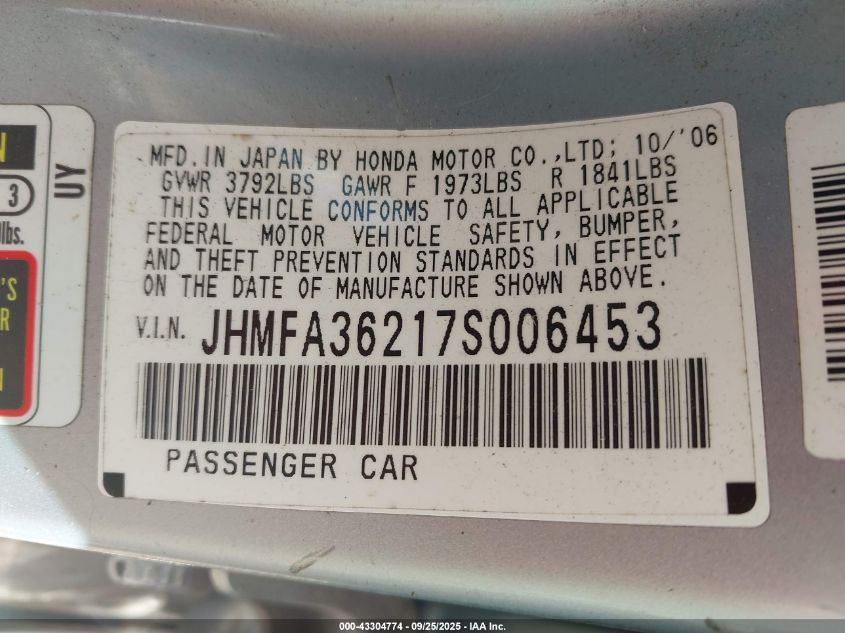 MFD.IN JAPAN BY HONDA MOTOR CO.,LTD; 10/'06
GVWR 3792LBS GAWR F 1973LBS R 1841LBS
THIS VEHICLE CONFORMS TO ALL APPLICABLE
FEDERAL MOTOR VEHICLE SAFETY, BUMPER,
AND THEFT PREVENTION STANDARDS IN EFFECT
ON THE DATE OF MANUFACTURE SHOWN ABOVE.
V.I.N. JHMFA36217S006453
PASSENGER CAR
N
3
lbs.
'S
R
N
UY
000-43304774 - 09/25/2025 - IAA Inc.